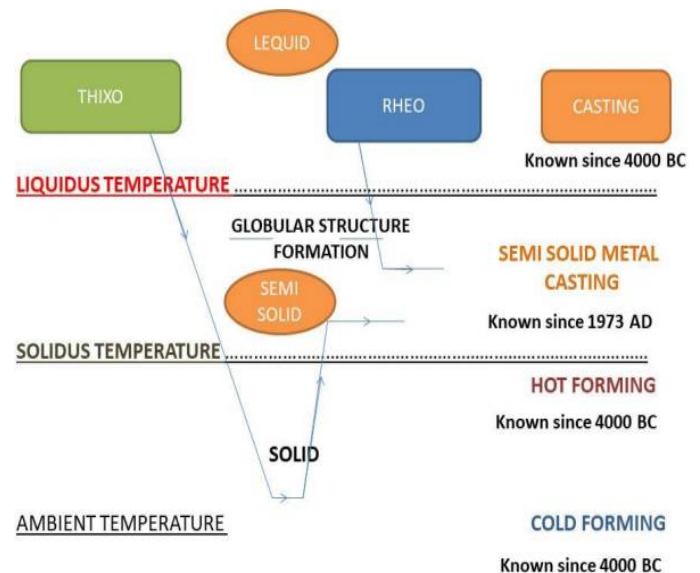 LEQUID
THIXO
RHEO
CASTING
Known since 4000 BC
LIQUIDUS TEMPERATURE
GLOBULAR STRUCTURE
FORMATION
SEMI SOLID METAL
CASTING
SEMI
SOLID
Known since 1973 AD
SOLIDUS TEMPERATURE
HOT FORMING
Known since 4000 BC
SOLID
AMBIENT TEMPERATURE
COLD FORMING
Known since 4000 BC